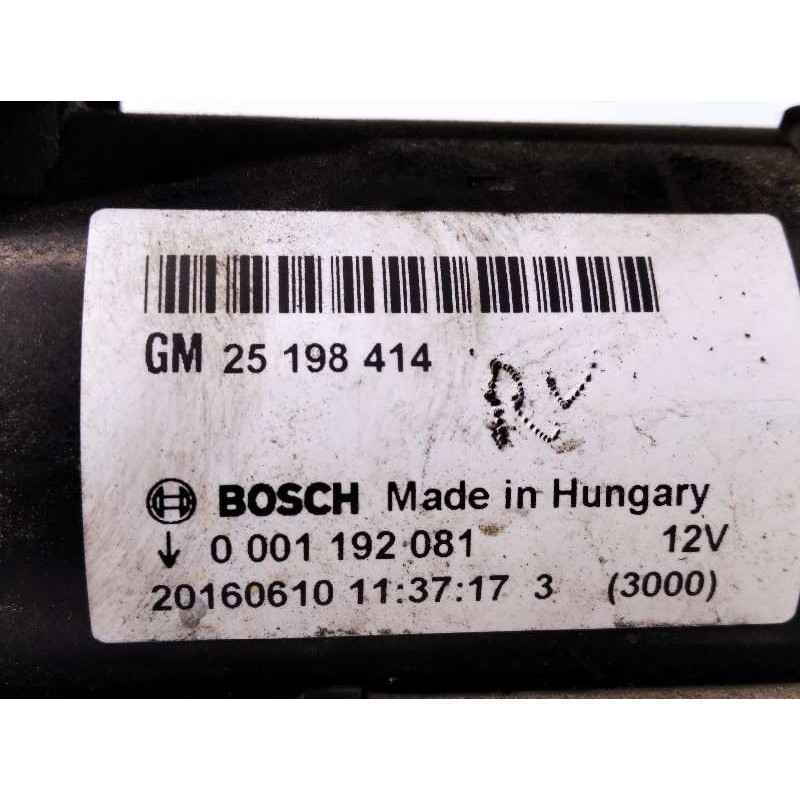 GM 25 198 414
BOSCH Made in Hungary
0 001 192 081 12V
20160610 11:37:17 3 (3000)